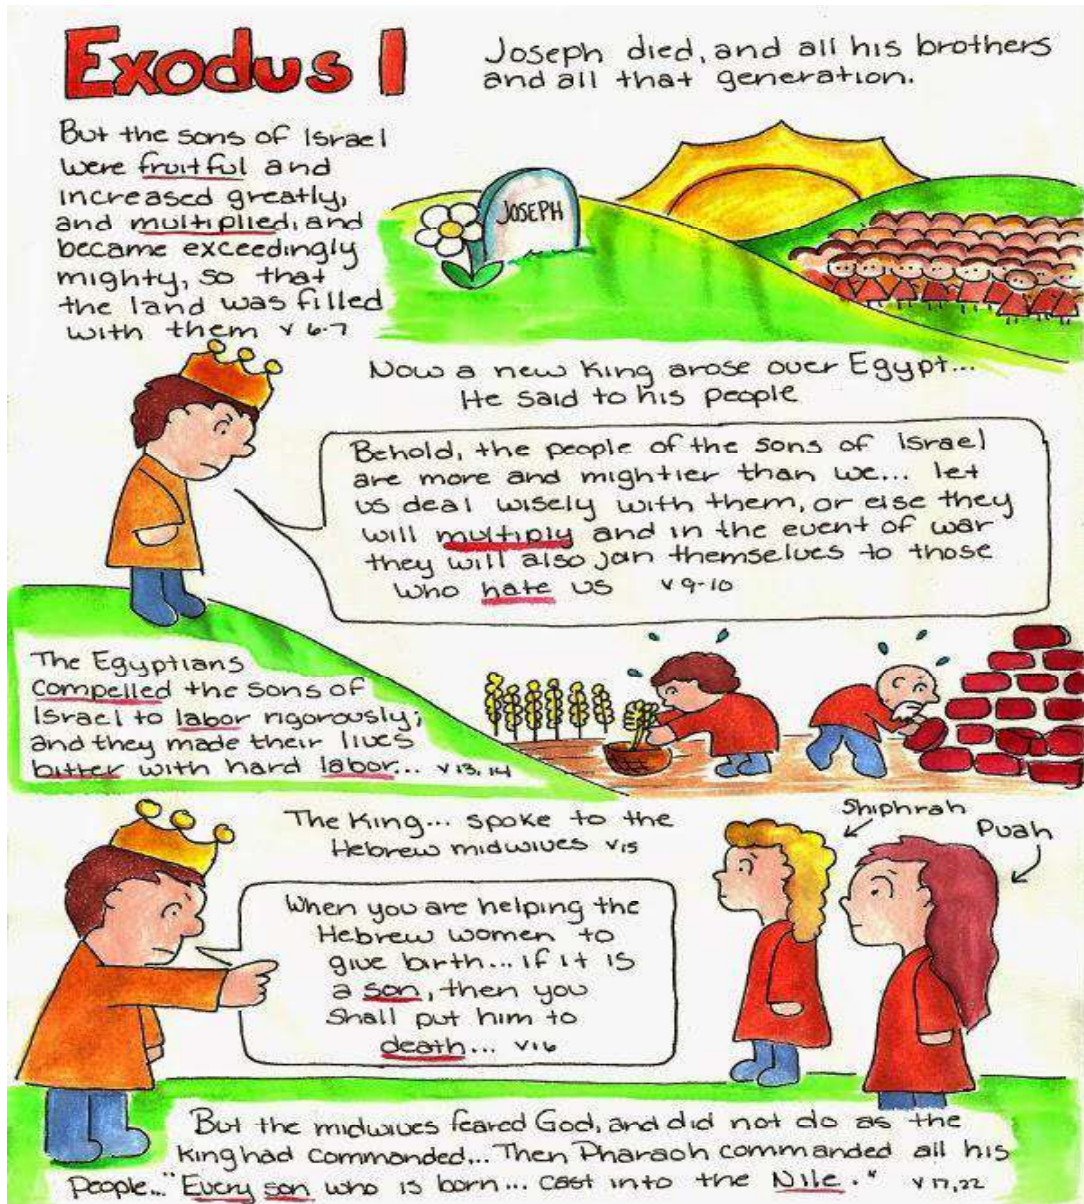 Exodus 1
Joseph died, and all his brothers
and all that generation.
But the sons of Israel
were fruitful and
increased greatly,
and multiplied, and
became exceedingly
mighty, so that
the land was filled
with them v 6-7
JOSEPH
Now a new King arose over Egypt...
He said to his people
Behold, the people of the sons of Israel
are more and mightier than we... let
us deal wisely with them, or else they
will multiply and in the event of war
they will also join themselves to those
who hate us v 9-10
The Egyptians
compelled the sons of
Israel to labor rigorously;
and they made their lives
bitter with hard labor... v 13, 14
The King... spoke to the
Hebrew midwives v15
Shiphrah
Puah
When you are helping the
Hebrew women to
give birth... if it is
a son, then you
shall put him to
death... v16
But the midwives feared God, and did not do as the
King had commanded... Then Pharaoh commanded all his
People... "Every son who is born... cast into the Nile." v 17, 22